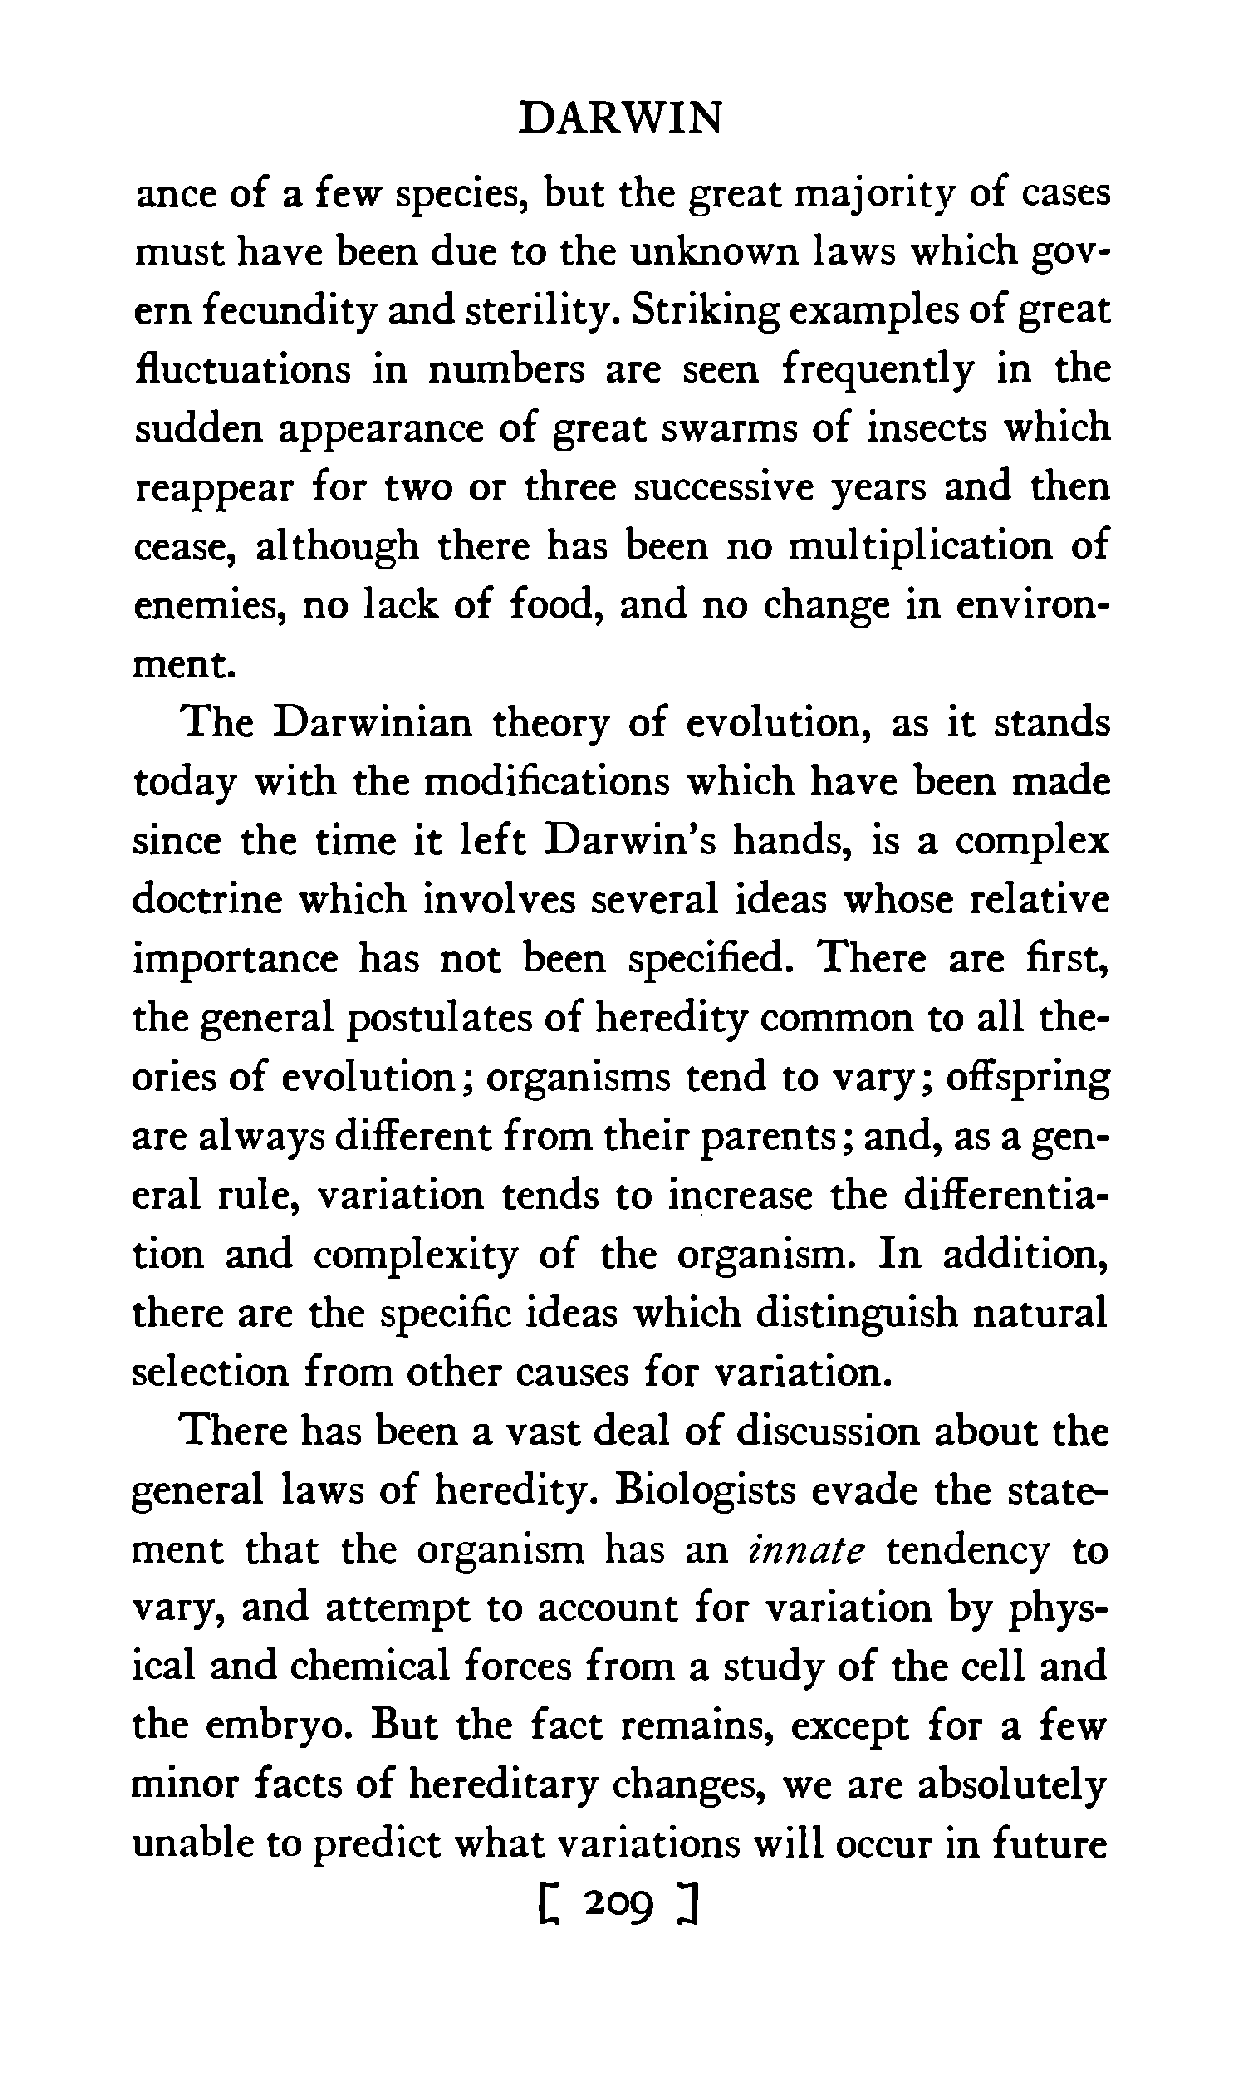 DARWIN
ance of a few species, but the great majority of cases
must have been due to the unknown laws which gov-
ern fecundity and sterility. Striking examples of great
fluctuations in numbers are seen frequently in the
sudden appearance of great swarms of insects which
reappear for two or three successive years and then
cease, although there has been no multiplication of
enemies, no lack of food, and no change in environ-
ment.
The Darwinian theory of evolution, as it stands
today with the modifications which have been made
since the time it left Darwin's hands, is a complex
doctrine which involves several ideas whose relative
importance has not been specified. There are first,
the general postulates of heredity common to all the-
ories of evolution; organisms tend to vary; offspring
are always different from their parents; and, as a gen-
eral rule, variation tends to increase the differentia-
tion and complexity of the organism. In addition,
there are the specific ideas which distinguish natural
selection from other causes for variation.
There has been a vast deal of discussion about the
general laws of heredity. Biologists evade the state-
ment that the organism has an innate tendency to
vary, and attempt to account for variation by phys-
ical and chemical forces from a study of the cell and
the embryo. But the fact remains, except for a few
minor facts of hereditary changes, we are absolutely
unable to predict what variations will occur in future
[ 209 ]